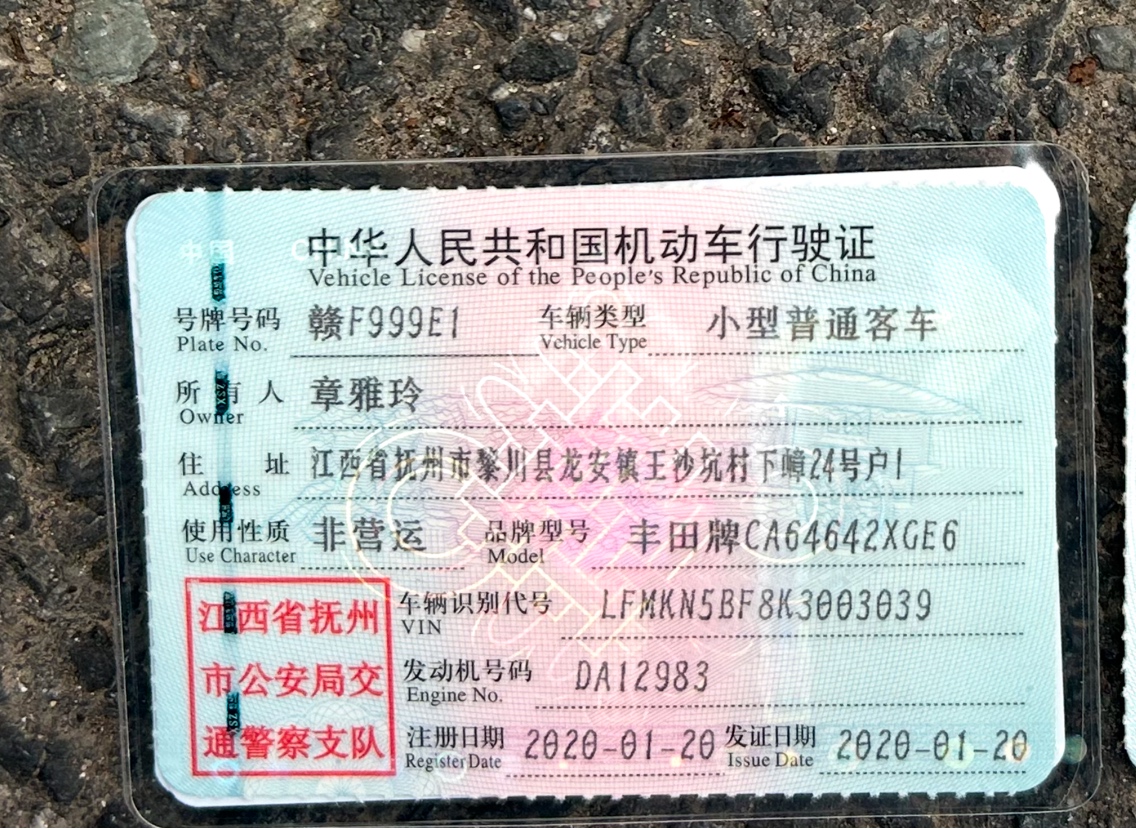 中华人民共和国机动车行驶证
Vehicle License of the People's Republic of China
号牌号码 赣F999E1 车辆类型 小型普通客车
Plate No. Vehicle Type
所有人 章雅玲
Owner
住址 江西省抚州市黎川县龙安镇王沙坑村下嶂24号户1
Address
使用性质 非营运 品牌型号 丰田牌CA64642XGE6
Use Character Model
江西省抚州 车辆识别代号 LFMKN5BF8K3003039
VIN
市公安局交 发动机号码 DA12983
Engine No.
通警察支队 注册日期 2020-01-20 发证日期 2020-01-20
Register Date Issue Date